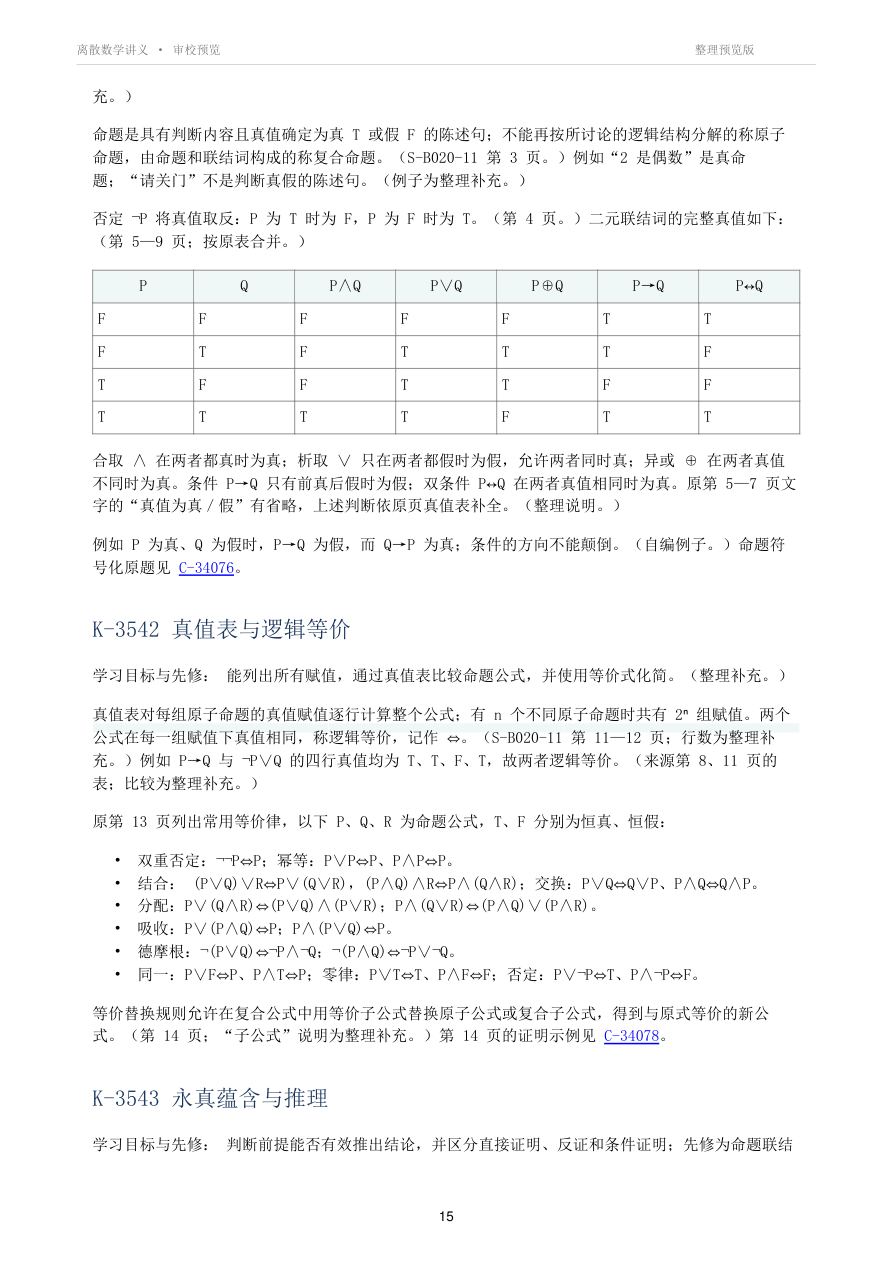 离散数学讲义 · 审校预览
整理预览版
充。）
命题是具有判断内容且真值确定为真 T 或假 F 的陈述句；不能再按所讨论的逻辑结构分解的称原子
命题，由命题和联结词构成的称复合命题。（S-B020-11 第 3 页。）例如“2 是偶数”是真命
题；“请关门”不是判断真假的陈述句。（例子为整理补充。）
否定 ¬P 将真值取反：P 为 T 时为 F，P 为 F 时为 T。（第 4 页。）二元联结词的完整真值如下：
（第 5—9 页；按原表合并。）
P Q P∧Q P∨Q P⊕Q P→Q P↔Q
F F F F F T T
F T F T T T F
T F F T T F F
T T T T F T T
合取 ∧ 在两者都真时为真；析取 ∨ 只在两者都假时为假，允许两者同时真；异或 ⊕ 在两者真值
不同时为真。条件 P→Q 只有前真后假时为假；双条件 P↔Q 在两者真值相同时为真。原第 5—7 页文
字的“真值为真／假”有省略，上述判断依原页真值表补全。（整理说明。）
例如 P 为真、Q 为假时，P→Q 为假，而 Q→P 为真；条件的方向不能颠倒。（自编例子。）命题符
号化原题见 C-34076。
K-3542 真值表与逻辑等价
学习目标与先修： 能列出所有赋值，通过真值表比较命题公式，并使用等价式化简。（整理补充。）
真值表对每组原子命题的真值赋值逐行计算整个公式；有 n 个不同原子命题时共有 2ⁿ 组赋值。两个
公式在每一组赋值下真值相同，称逻辑等价，记作 ⇔。（S-B020-11 第 11—12 页；行数为整理补
充。）例如 P→Q 与 ¬P∨Q 的四行真值均为 T、T、F、T，故两者逻辑等价。（来源第 8、11 页的
表；比较为整理补充。）
原第 13 页列出常用等价律，以下 P、Q、R 为命题公式，T、F 分别为恒真、恒假：
• 双重否定：¬¬P⇔P；幂等：P∨P⇔P、P∧P⇔P。
• 结合： (P∨Q)∨R⇔P∨(Q∨R)，(P∧Q)∧R⇔P∧(Q∧R)；交换：P∨Q⇔Q∨P、P∧Q⇔Q∧P。
• 分配：P∨(Q∧R)⇔(P∨Q)∧(P∨R)；P∧(Q∨R)⇔(P∧Q)∨(P∧R)。
• 吸收：P∨(P∧Q)⇔P；P∧(P∨Q)⇔P。
• 德摩根：¬(P∨Q)⇔¬P∧¬Q；¬(P∧Q)⇔¬P∨¬Q。
• 同一：P∨F⇔P、P∧T⇔P；零律：P∨T⇔T、P∧F⇔F；否定：P∨¬P⇔T、P∧¬P⇔F。
等价替换规则允许在复合公式中用等价子公式替换原子公式或复合子公式，得到与原式等价的新公
式。（第 14 页；“子公式”说明为整理补充。）第 14 页的证明示例见 C-34078。
K-3543 永真蕴含与推理
学习目标与先修： 判断前提能否有效推出结论，并区分直接证明、反证和条件证明；先修为命题联结
15